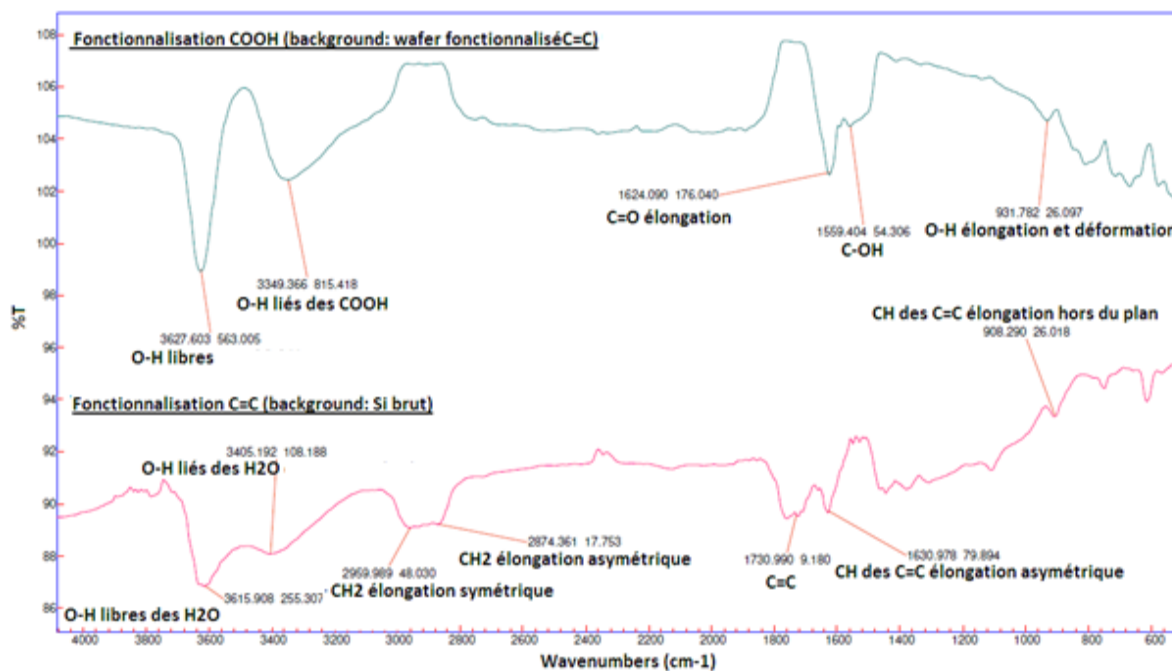 Fonctionnalisation COOH (background: wafer fonctionnaliséC=C)
108
106
104
102
100
98
96
94
92
90
88
86
%T
1624.090 176.040
C=O élongation
1559.404 54.306
C-OH
931.782 26.097
O-H élongation et déformation
3349.366 815.418
O-H liés des COOH
3627.603 563.005
O-H libres
CH des C=C élongation hors du plan
908.290 26.018
Fonctionnalisation C=C (background: Si brut)
3405.192 108.188
O-H liés des H2O
2874.361 17.753
CH2 élongation asymétrique
2959.989 48.030
CH2 élongation symétrique
1730.990 9.180
C=C
1630.978 79.894
CH des C=C élongation asymétrique
3615.908 255.307
O-H libres des H2O
4000 3600 3000 2600 2200 2000 1800 1600 1400 1200 1000 800 600
Wavenumbers (cm-1)